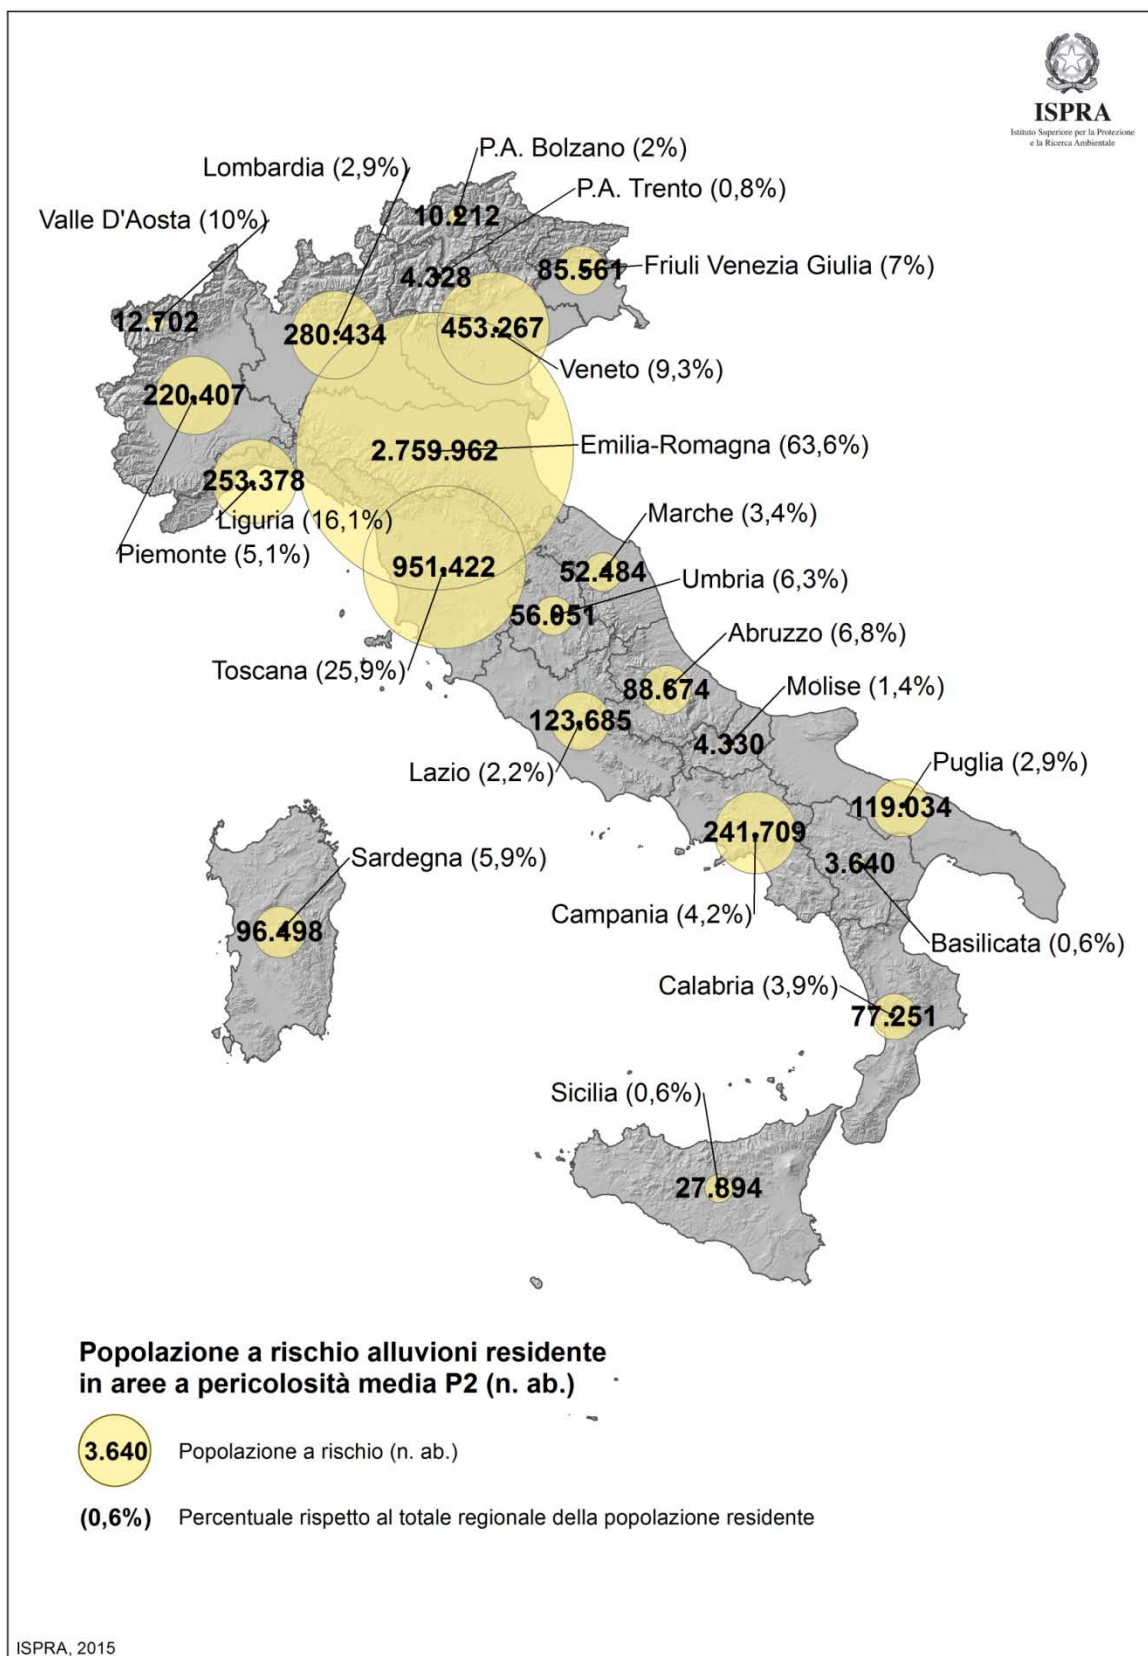 ISPRA
Istituto Superiore per la Protezione
e la Ricerca Ambientale
P.A. Bolzano (2%)
Lombardia (2,9%)
P.A. Trento (0,8%)
Valle D'Aosta (10%)
10.212
4.328
85.561
Friuli Venezia Giulia (7%)
12.702
280.434
453.267
Veneto (9,3%)
220.407
2.759.962
Emilia-Romagna (63,6%)
253.378
Liguria (16,1%)
Marche (3,4%)
Piemonte (5,1%)
951.422
52.484
Umbria (6,3%)
56.051
Abruzzo (6,8%)
Toscana (25,9%)
88.674
Molise (1,4%)
123.685
4.330
Lazio (2,2%)
Puglia (2,9%)
119.034
241.709
Sardegna (5,9%)
3.640
96.498
Campania (4,2%)
Basilicata (0,6%)
Calabria (3,9%)
77.251
Sicilia (0,6%)
27.894
Popolazione a rischio alluvioni residente
in aree a pericolosità media P2 (n. ab.)
3.640 Popolazione a rischio (n. ab.)
(0,6%) Percentuale rispetto al totale regionale della popolazione residente
ISPRA, 2015